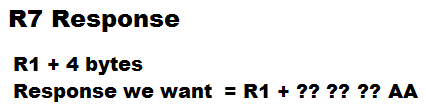 R7 Response
R1 + 4 bytes
Response we want = R1 + ?? ?? ?? AA